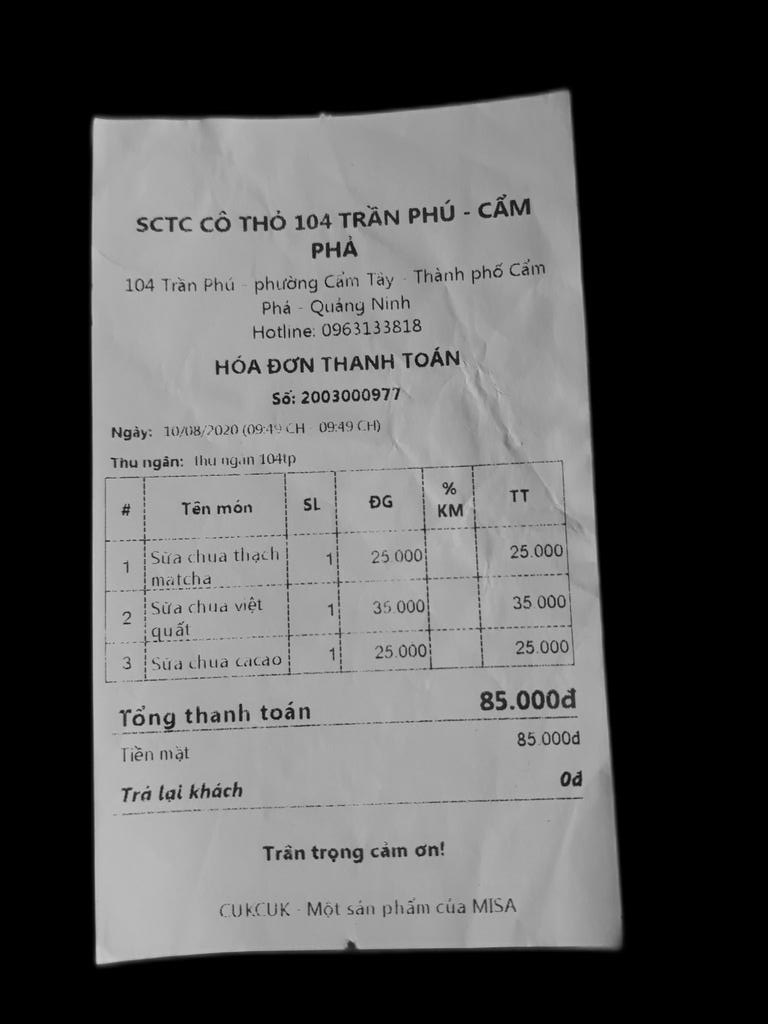 SCTC CÔ THỎ 104 TRẦN PHÚ - CẨM
PHẢ
104 Trần Phú - phường Cẩm Tây - Thành phố Cẩm
Phả - Quảng Ninh
Hotline: 0963133818
HÓA ĐƠN THANH TOÁN
Số: 2003000977
Ngày: 10/08/2020 (09:49 CH - 09:49 CH)
Thu ngân: thu ngân 104tp
# Tên món SL ĐG % KM TT
1 Sữa chua thạch matcha 1 25.000 25.000
2 Sữa chua việt quất 1 35.000 35.000
3 Sữa chua cacao 1 25.000 25.000
Tổng thanh toán 85.000đ
Tiền mặt 85.000đ
Trả lại khách 0đ
Trân trọng cảm ơn!
CUKCUK - Một sản phẩm của MISA